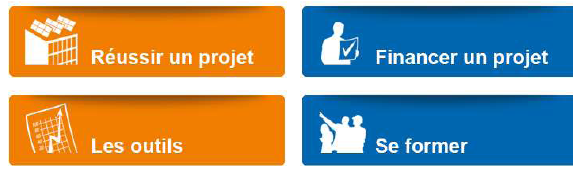 Réussir un projet
Financer un projet
Les outils
Se former